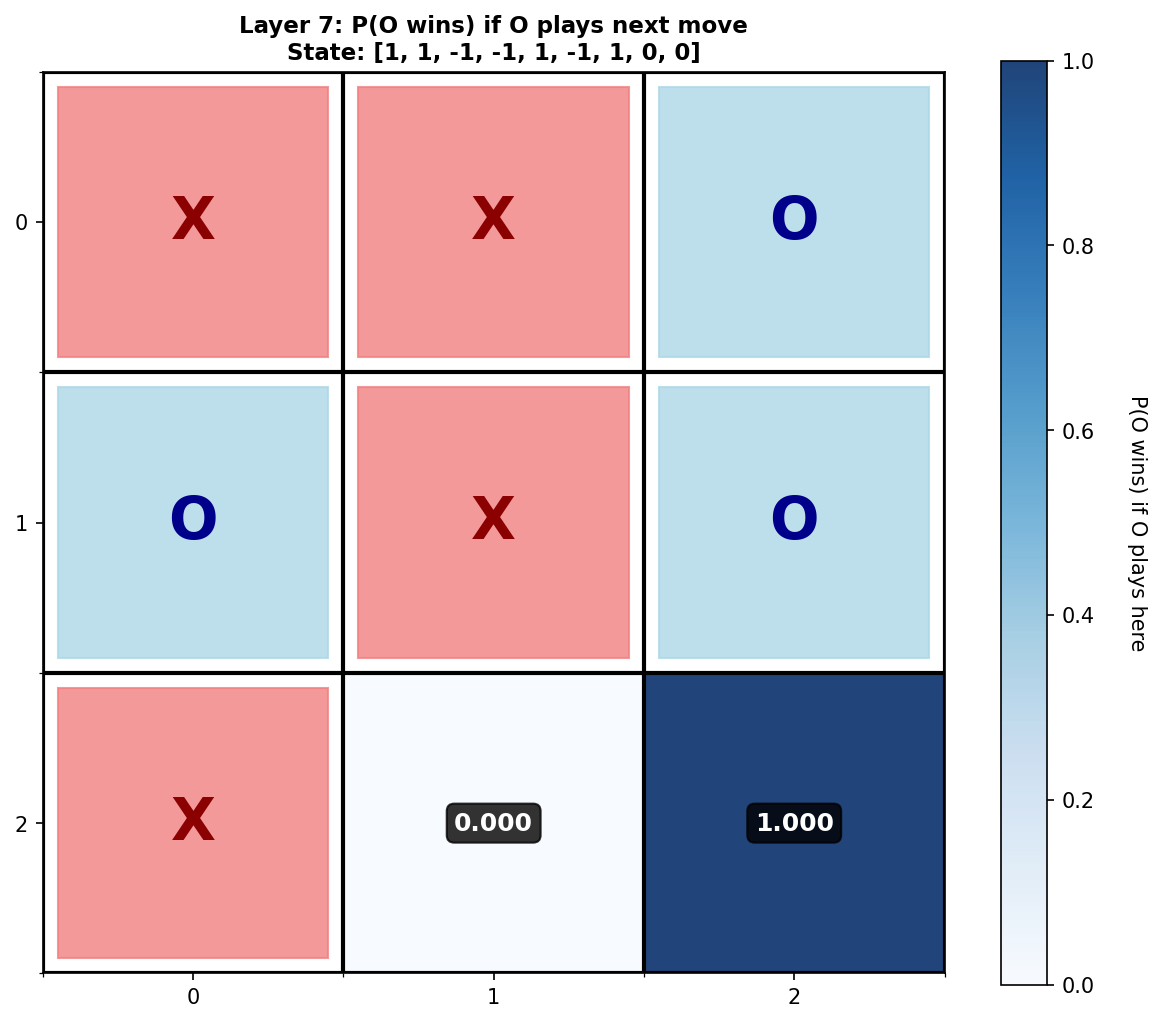 Layer 7: P(O wins) if O plays next move
State: [1, 1, -1, -1, 1, -1, 1, 0, 0]
0
X
X
O
1
O
X
O
2
X
0.000
1.000
0
1
2
1.0
0.8
0.6
0.4
0.2
0.0
P(O wins) if O plays here